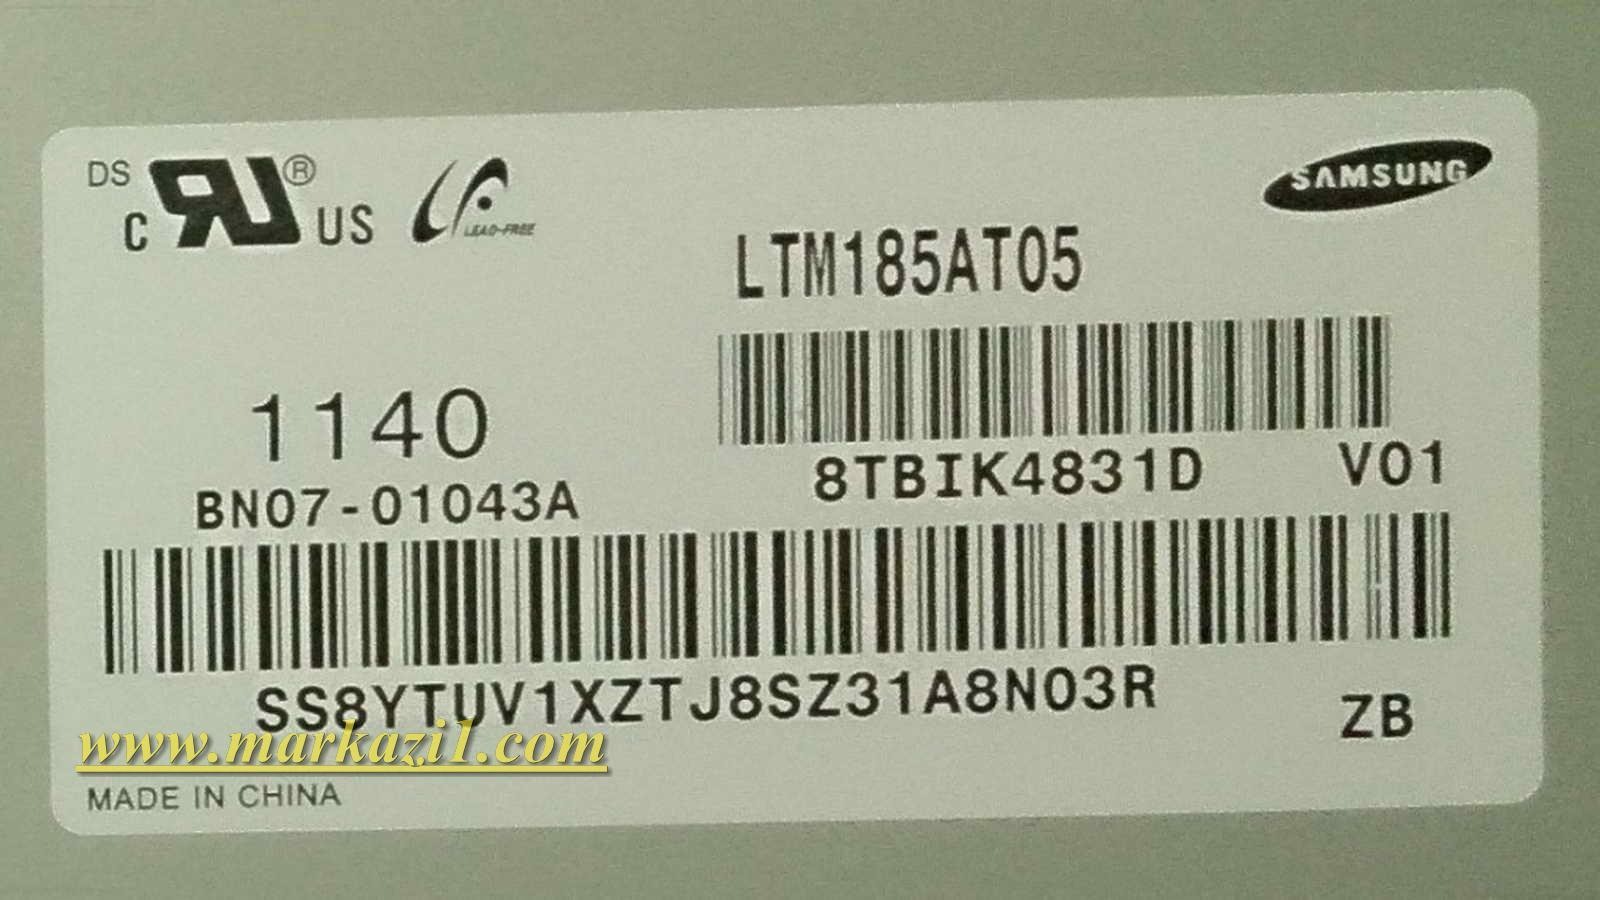 DS
C RU ® US
LEAD-FREE
SAMSUNG
LTM185AT05
1140
8TBIK4831D V01
BN07-01043A
SS8YTUV1XZTJ8SZ31A8N03R
ZB
www.markazi1.com
MADE IN CHINA